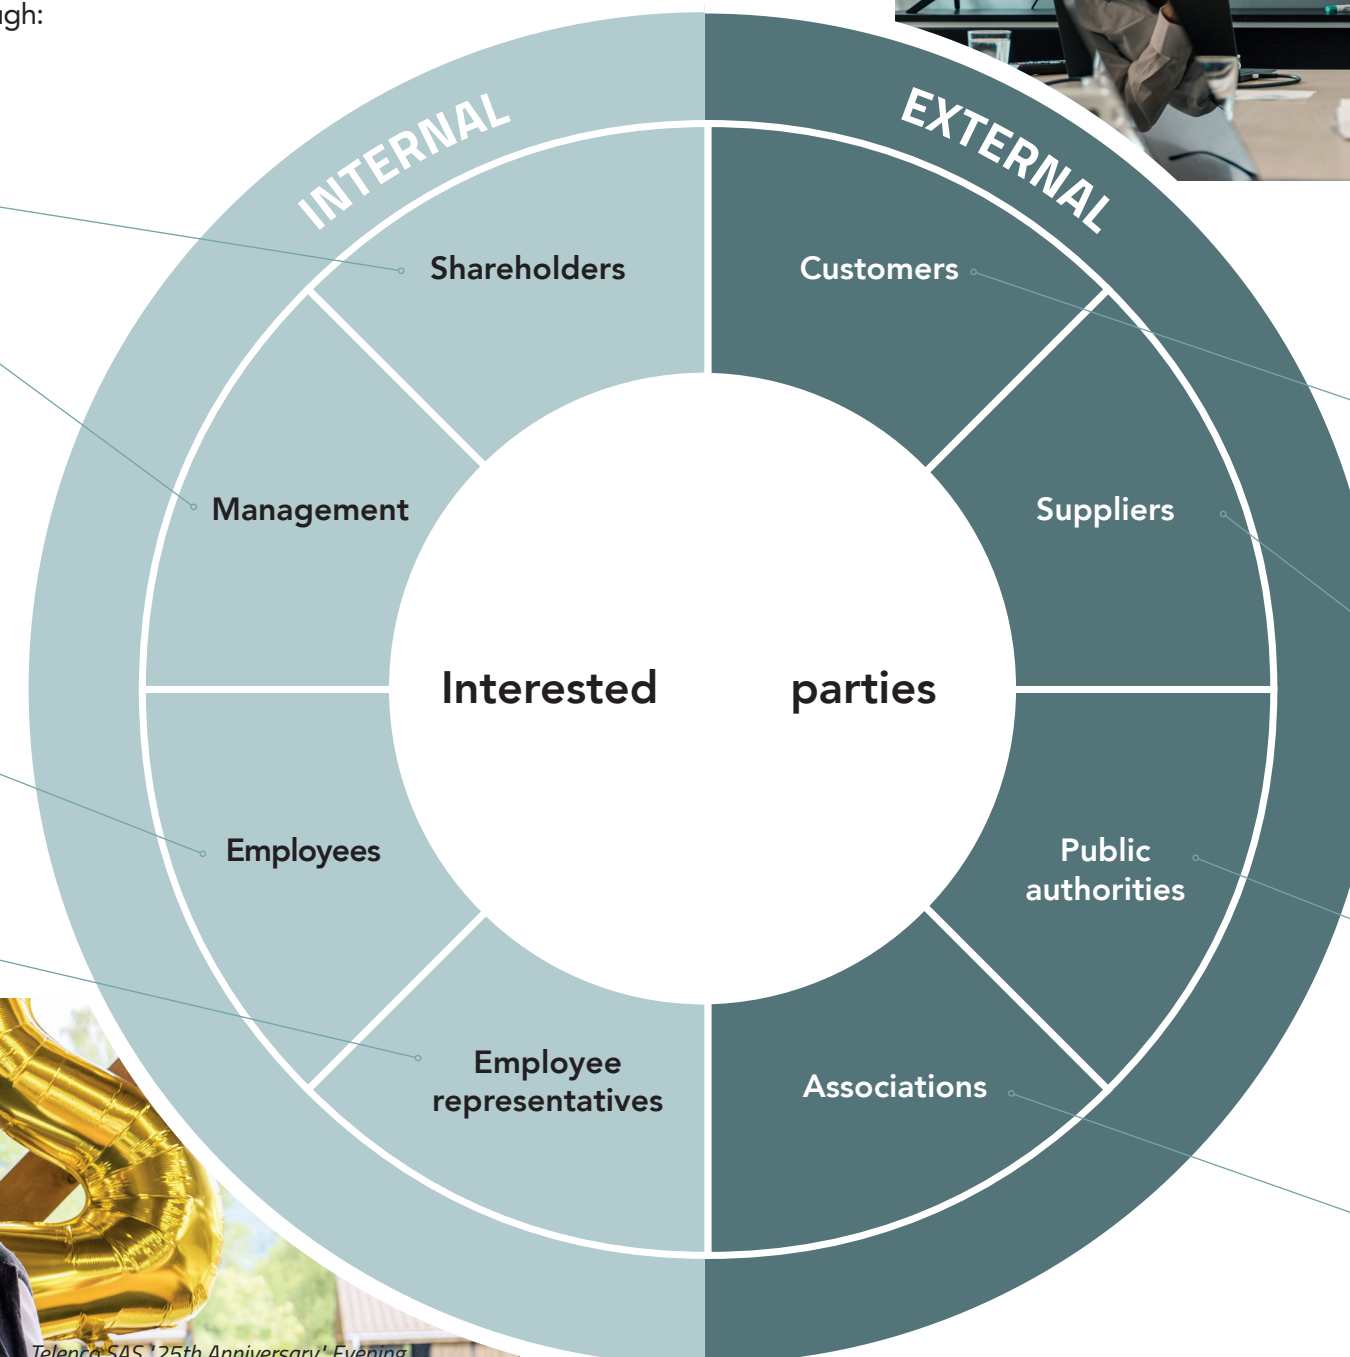 ugh:
INTERNAL
EXTERNAL
Shareholders
Customers
Management
Suppliers
Interested parties
Employees
Public
authorities
Employee
representatives
Associations
Telenco SAS '25th Anniversary' Evening